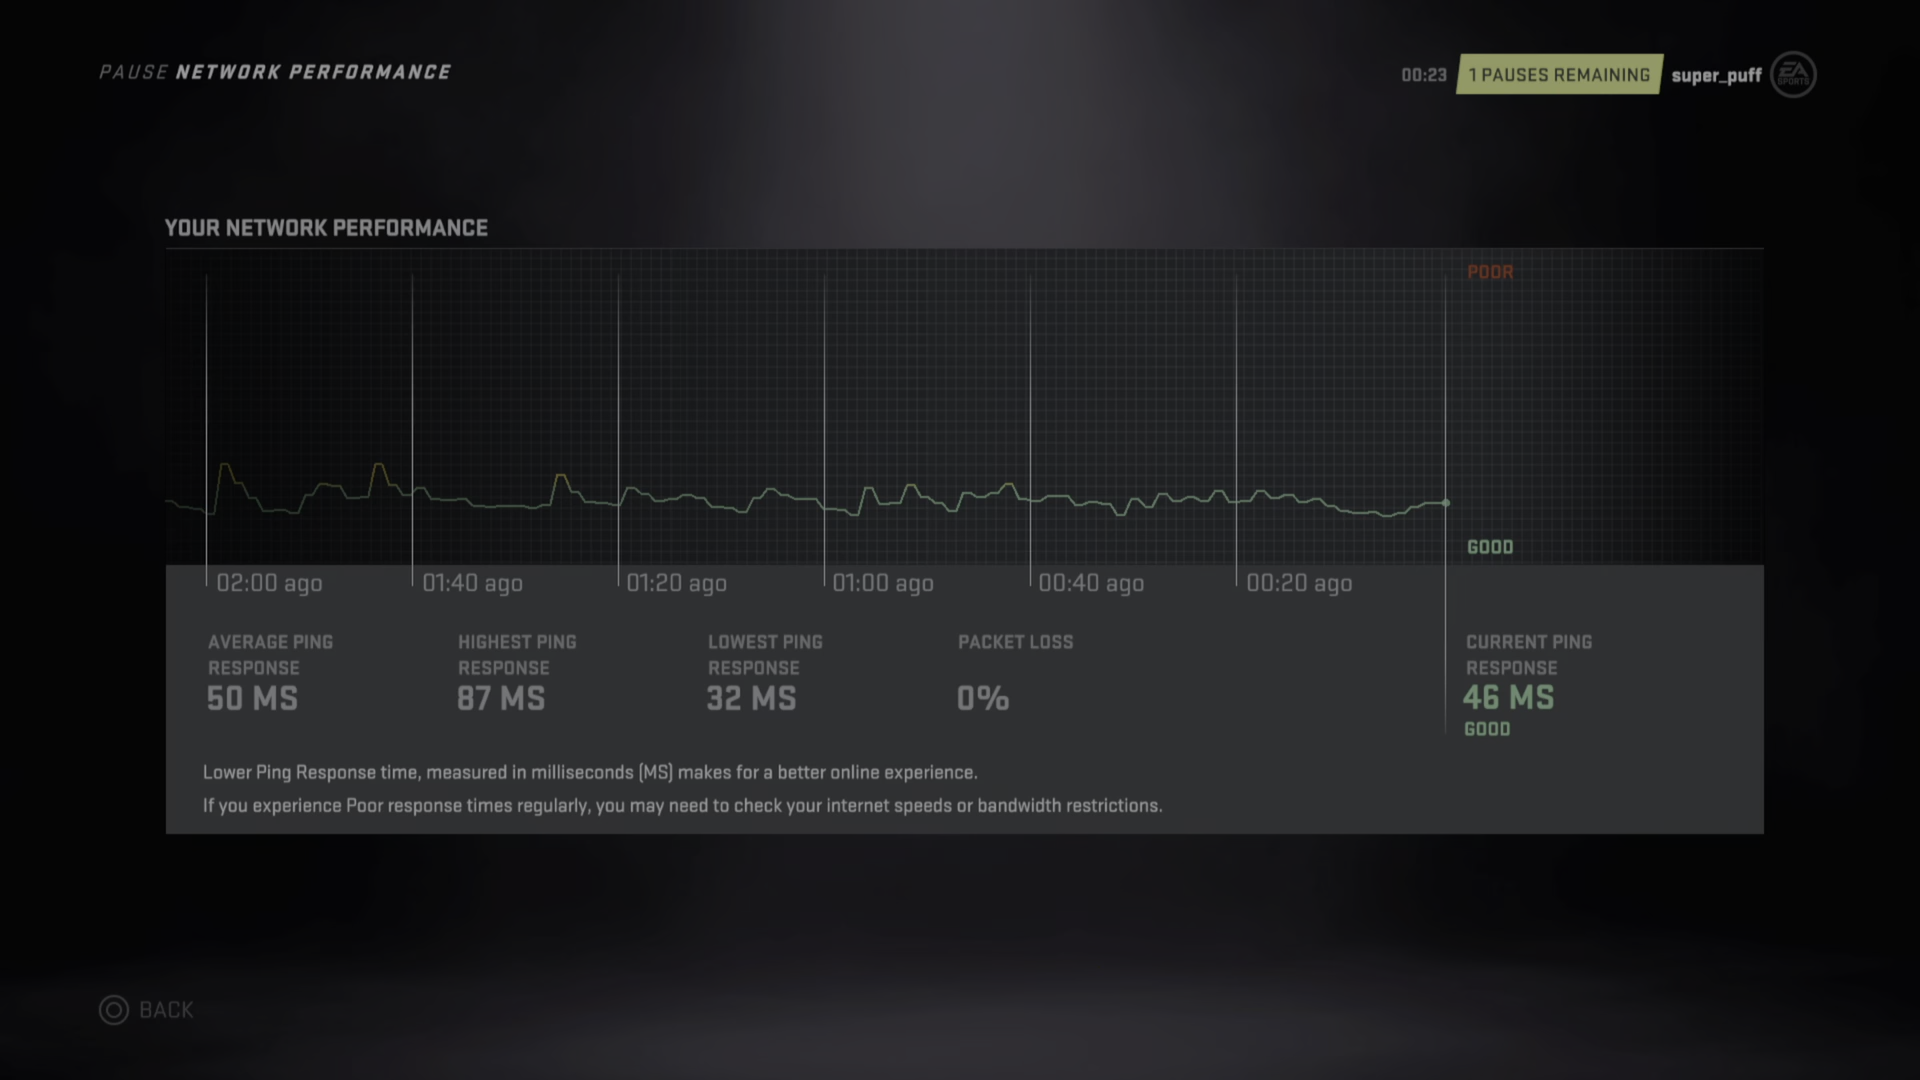 PAUSE NETWORK PERFORMANCE
00:23 1 PAUSES REMAINING super_puff EA SPORTS
YOUR NETWORK PERFORMANCE
POOR
GOOD
02:00 ago 01:40 ago 01:20 ago 01:00 ago 00:40 ago 00:20 ago
AVERAGE PING RESPONSE
50 MS
HIGHEST PING RESPONSE
87 MS
LOWEST PING RESPONSE
32 MS
PACKET LOSS
0%
CURRENT PING RESPONSE
46 MS
GOOD
Lower Ping Response time, measured in milliseconds (MS) makes for a better online experience.
If you experience Poor response times regularly, you may need to check your internet speeds or bandwidth restrictions.
BACK